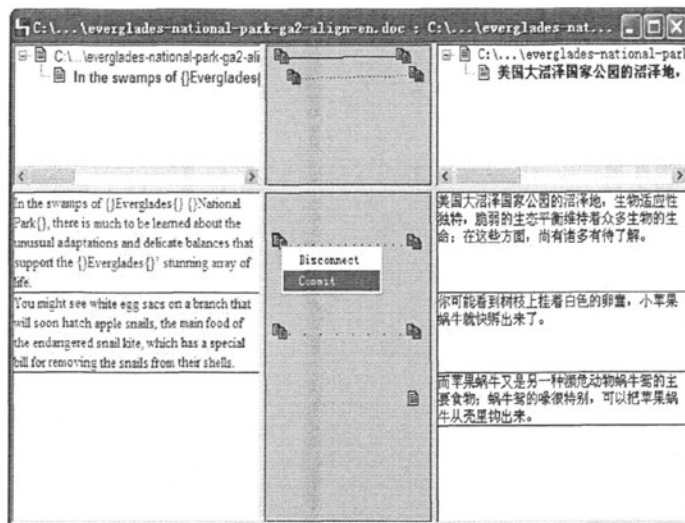 C:\...\everglades-national-park-ga2-align-en.doc : C:\...\everglades-nat...
C:\...\everglades-national-park-ga2-ali
In the swamps of {}Everglades{
C:\...\everglades-national-par
美国大沼泽国家公园的沼泽地,
In the swamps of {}Everglades{} {}National
Park{}, there is much to be learned about the
unusual adaptations and delicate balances that
support the {}Everglades{}’ stunning array of
life.
You might see white egg sacs on a branch that
will soon hatch apple snails, the main food of
the endangered snail kite, which has a special
bill for removing the snails from their shells.
Disconnect
Commit
美国大沼泽国家公园的沼泽地，生物适应性
独特，脆弱的生态平衡维持着众多生物的生
命；在这些方面，尚有诸多有待了解。
你可能看到树枝上挂着白色的卵囊，小苹果
蜗牛就快孵出来了。
而苹果蜗牛又是另一种濒危动物蜗牛鸢的主
要食物；蜗牛鸢的喙很特别，可以把苹果蜗
牛从壳里钩出来。